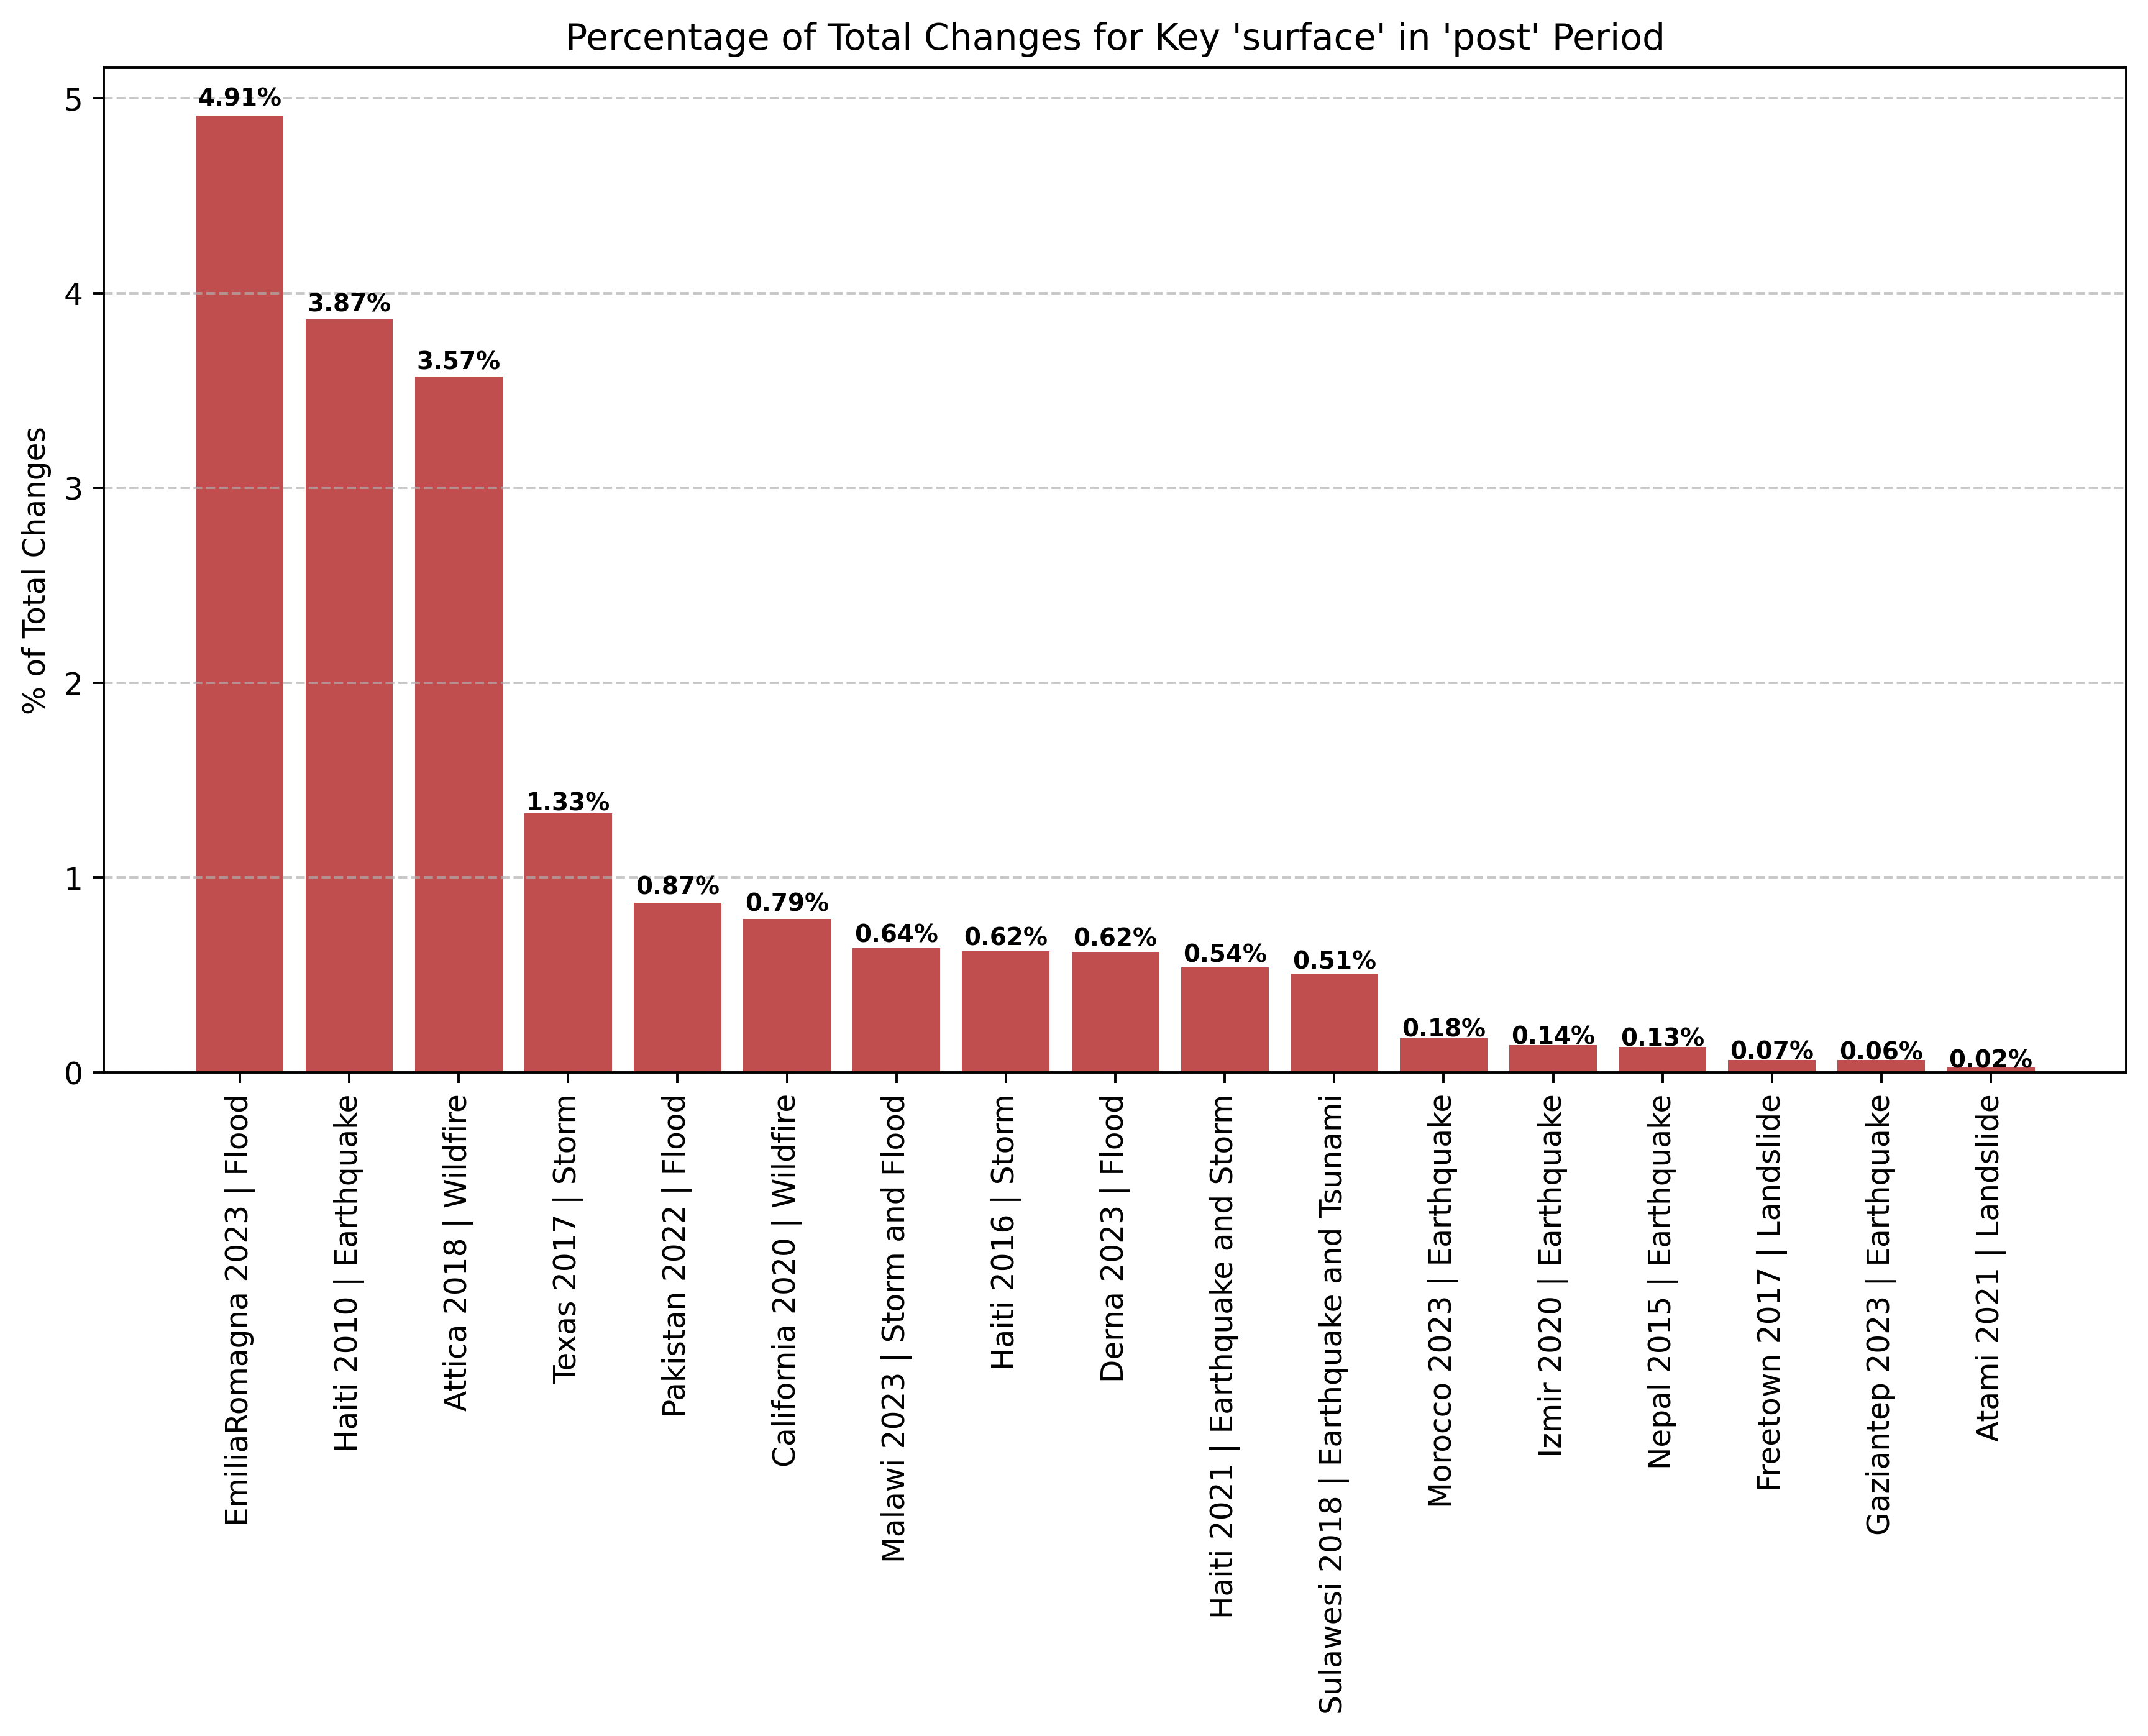 Percentage of Total Changes for Key 'surface' in 'post' Period
% of Total Changes
5
4
3
2
1
0
4.91%
3.87%
3.57%
1.33%
0.87%
0.79%
0.64%
0.62%
0.62%
0.54%
0.51%
0.18%
0.14%
0.13%
0.07%
0.06%
0.02%
EmiliaRomagna 2023 | Flood
Haiti 2010 | Earthquake
Attica 2018 | Wildfire
Texas 2017 | Storm
Pakistan 2022 | Flood
California 2020 | Wildfire
Malawi 2023 | Storm and Flood
Haiti 2016 | Storm
Derna 2023 | Flood
Haiti 2021 | Earthquake and Storm
Sulawesi 2018 | Earthquake and Tsunami
Morocco 2023 | Earthquake
Izmir 2020 | Earthquake
Nepal 2015 | Earthquake
Freetown 2017 | Landslide
Gaziantep 2023 | Earthquake
Atami 2021 | Landslide